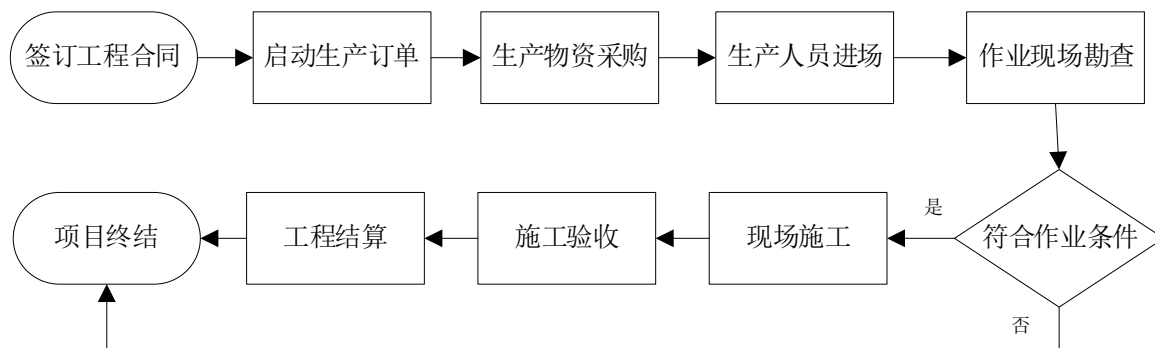 签订工程合同
启动生产订单
生产物资采购
生产人员进场
作业现场勘查
符合作业条件
是
否
现场施工
施工验收
工程结算
项目终结